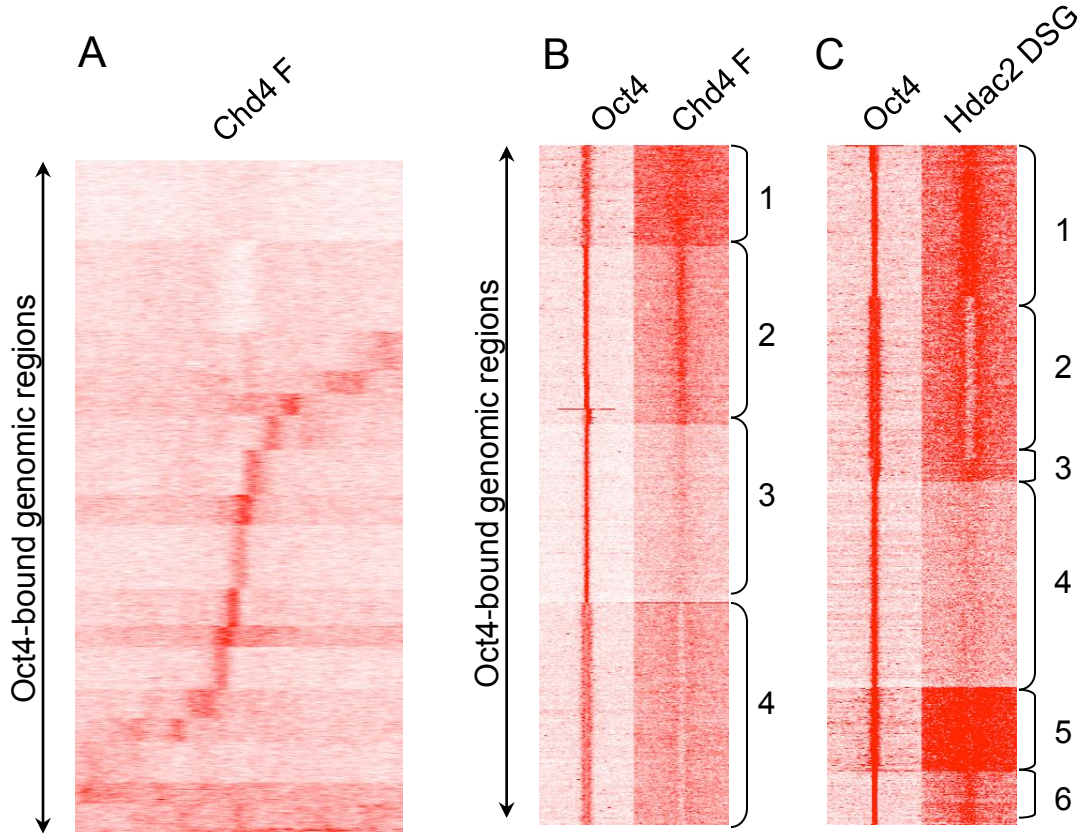 A
Chd4 F
Oct4-bound genomic regions
B
Oct4
Chd4 F
Oct4-bound genomic regions
1
2
3
4
C
Oct4
Hdac2 DSG
1
2
3
4
5
6